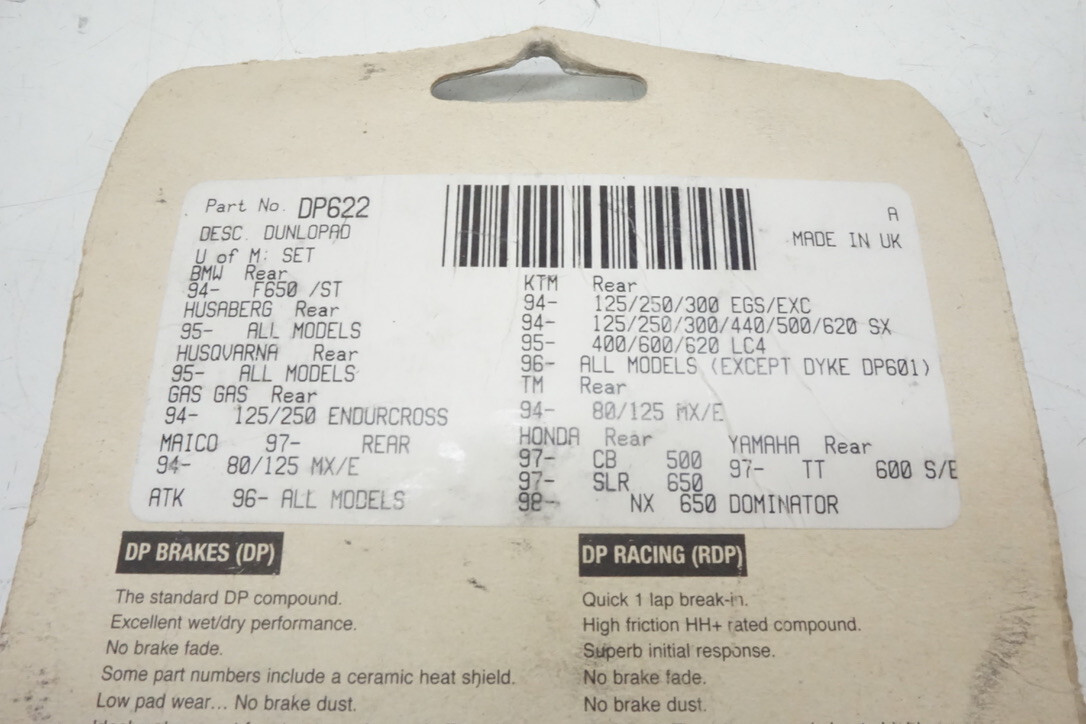 Part No. DP622
DESC. DUNLOPAD
U of M: SET
BMW Rear
94- F650 /ST
HUSABERG Rear
95- ALL MODELS
HUSQVARNA Rear
95- ALL MODELS
GAS GAS Rear
94- 125/250 ENDURCROSS
MAICO 97- REAR
94- 80/125 MX/E
ATK 96- ALL MODELS
A
MADE IN UK
KTM Rear
94- 125/250/300 EGS/EXC
94- 125/250/300/440/500/620 SX
95- 400/600/620 LC4
96- ALL MODELS (EXCEPT DYKE DP601)
TM Rear
94- 80/125 MX/E
HONDA Rear
97- CB 500
97- SLR 650
98- NX 650 DOMINATOR
YAMAHA Rear
97- TT 600 S/E
DP BRAKES (DP)
The standard DP compound.
Excellent wet/dry performance.
No brake fade.
Some part numbers include a ceramic heat shield.
Low pad wear... No brake dust.
DP RACING (RDP)
Quick 1 lap break-in.
High friction HH+ rated compound.
Superb initial response.
No brake fade.
No brake dust.